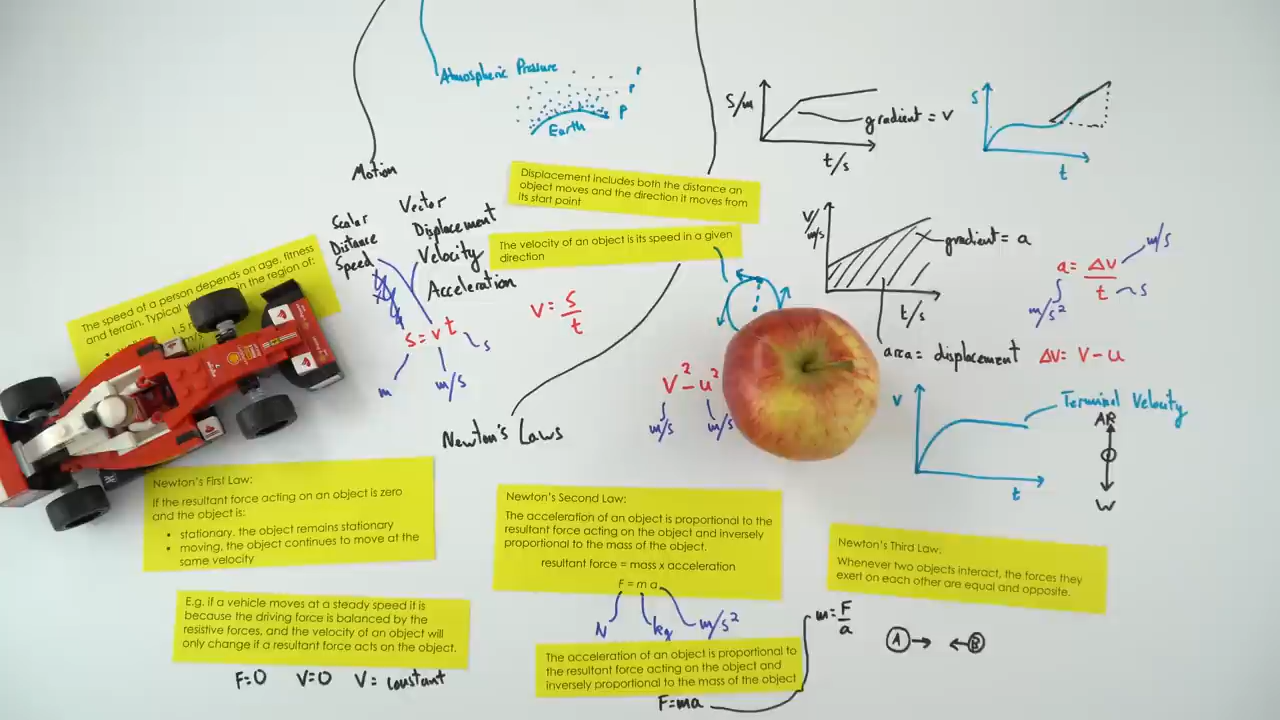 Atmospheric Pressure
P
P
P
Earth
Motion
S/m
gradient = v
t/s
S
t
Displacement includes both the distance an
object moves and the direction it moves from
its start point
The velocity of an object is its speed in a given
direction
Scalar
Distance
Speed
Vector
Displacement
Velocity
Acceleration
The speed of a person depends on age, fitness
and terrain. Typical
in the region of:
1.5
s = v t
s
m
m/s
v = s/t
V/m/s
gradient = a
t/s
area = displacement
a = Δv/t
m/s
s
m/s²
Δv = v - u
v² - u²
m/s
m/s
Newton's Laws
v
t
Terminal Velocity
AR
W
Newton's First Law:
If the resultant force acting on an object is zero
and the object is:
• stationary, the object remains stationary
• moving, the object continues to move at the
same velocity
E.g. if a vehicle moves at a steady speed it is
because the driving force is balanced by the
resistive forces, and the velocity of an object will
only change if a resultant force acts on the object.
F=0 V=0 V= constant
Newton's Second Law:
The acceleration of an object is proportional to the
resultant force acting on the object and inversely
proportional to the mass of the object.
resultant force = mass x acceleration
F = m a
N
kg
m/s²
The acceleration of an object is proportional to
the resultant force acting on the object and
inversely proportional to the mass of the object
F=ma
m = F/a
Newton's Third Law:
Whenever two objects interact, the forces they
exert on each other are equal and opposite.
A → ← B